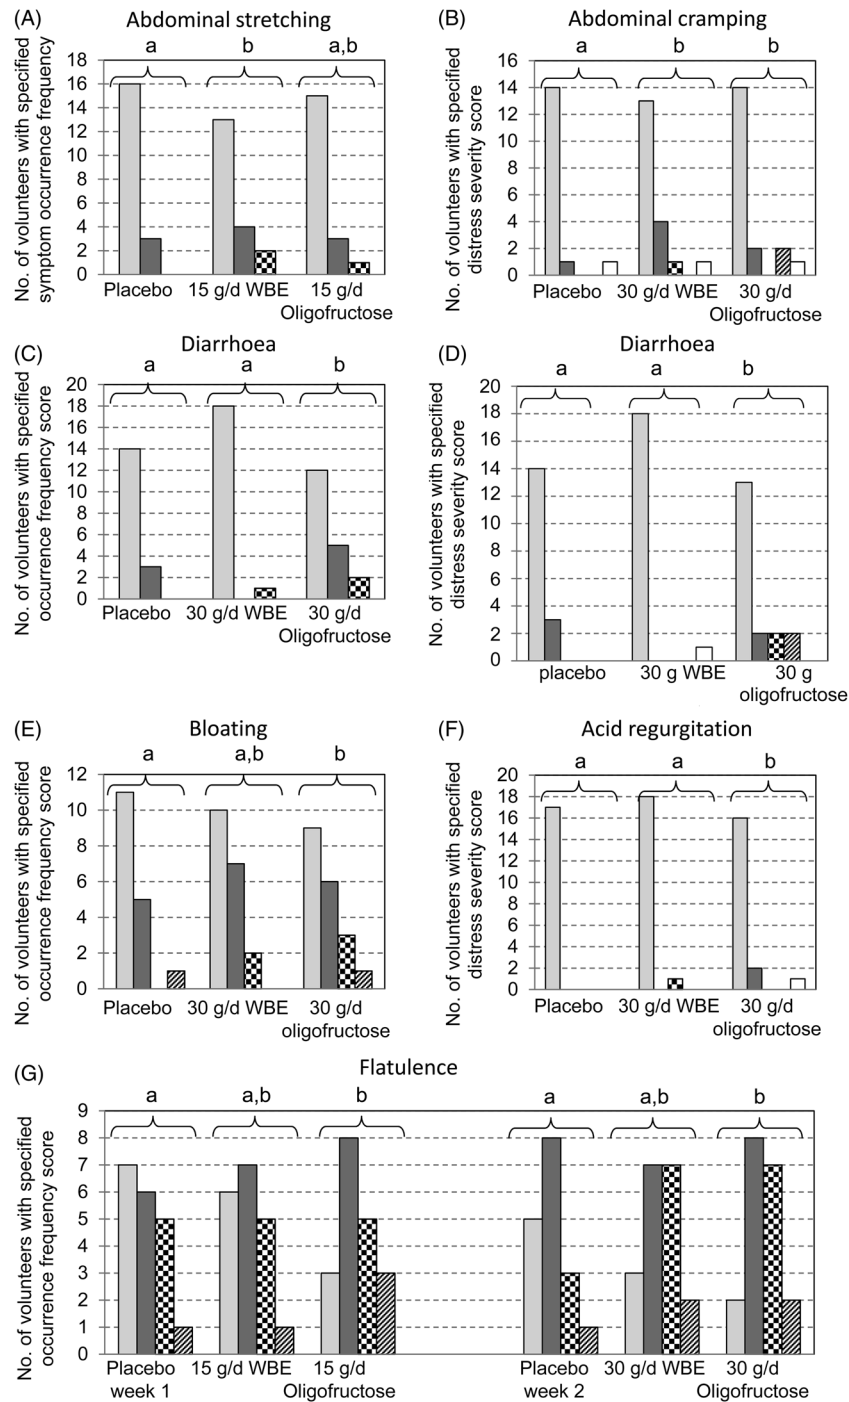 (A)
Abdominal stretching
No. of volunteers with specified
symptom occurrence frequency
a
b
a,b
18
16
14
12
10
8
6
4
2
0
Placebo
15 g/d WBE
15 g/d
Oligofructose
(B)
Abdominal cramping
No. of volunteers with specified
distress severity score
a
b
b
16
14
12
10
8
6
4
2
0
Placebo
30 g/d WBE
30 g/d
Oligofructose
(C)
Diarrhoea
No. of volunteers with specified
occurrence frequency score
a
a
b
20
18
16
14
12
10
8
6
4
2
0
Placebo
30 g/d WBE
30 g/d
Oligofructose
(D)
Diarrhoea
No. of volunteers with specified
distress severity score
a
a
b
20
18
16
14
12
10
8
6
4
2
0
placebo
30 g WBE
30 g
oligofructose
(E)
Bloating
No. of volunteers with specified
occurrence frequency score
a
a,b
b
12
10
8
6
4
2
0
Placebo
30 g/d WBE
30 g/d
oligofructose
(F)
Acid regurgitation
No. of volunteers with specified
distress severity score
a
a
b
20
18
16
14
12
10
8
6
4
2
0
Placebo
30 g/d WBE
30 g/d
oligofructose
(G)
Flatulence
No. of volunteers with specified
occurrence frequency score
a
a,b
b
a
a,b
b
9
8
7
6
5
4
3
2
1
0
Placebo
week 1
15 g/d WBE
15 g/d
Oligofructose
Placebo
week 2
30 g/d WBE
30 g/d
Oligofructose